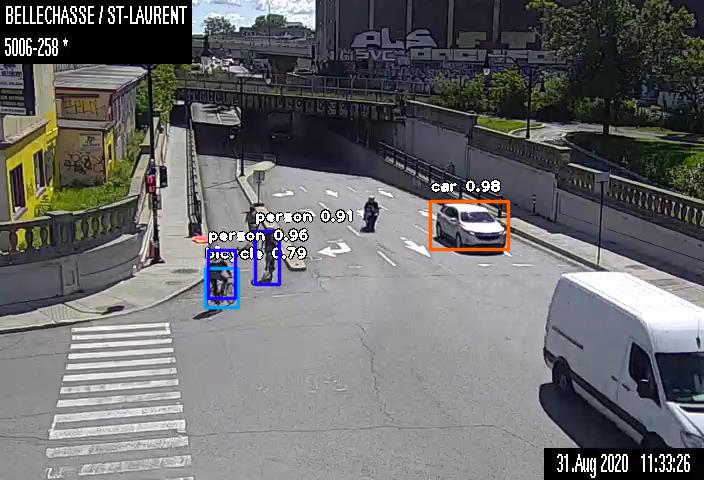 BELLECHASSE / ST-LAURENT
5006-258 *
car 0.98
person 0.91
person 0.96
bicycle 0.79
31.Aug 2020 11:33:26